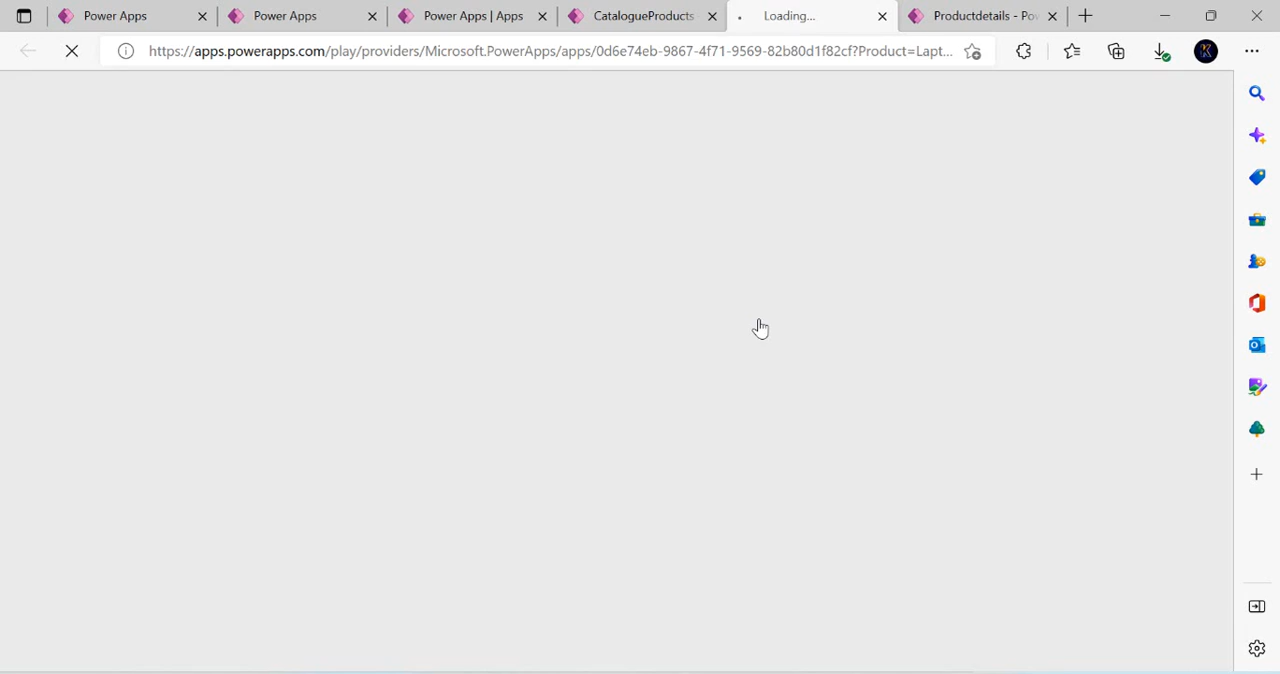 Power Apps
Power Apps
Power Apps | Apps
CatalogueProducts
Loading...
Productdetails - Po
https://apps.powerapps.com/play/providers/Microsoft.PowerApps/apps/0d6e74eb-9867-4f71-9569-82b80d1f82cf?Product=Lapt...